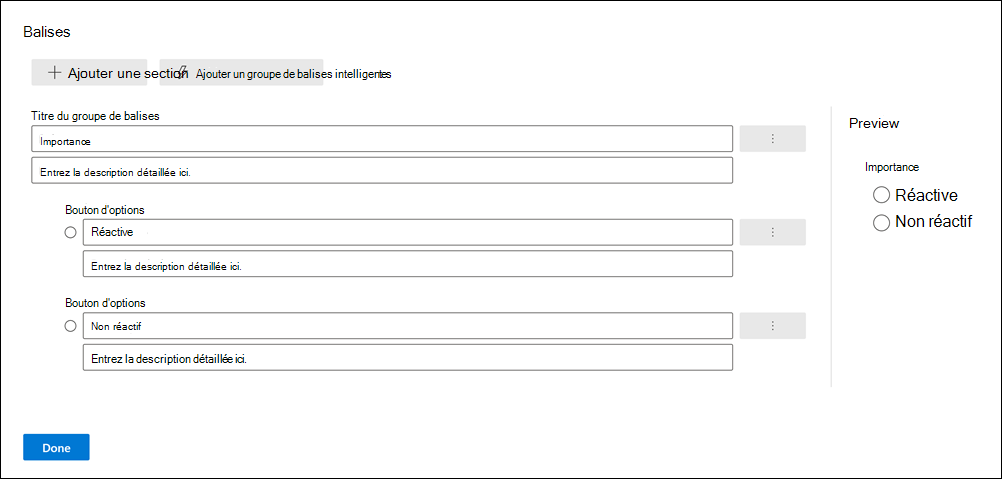 Balises
Ajouter une section
Ajouter un groupe de balises intelligentes
Titre du groupe de balises
Importance
Entrez la description détaillée ici.
Bouton d'options
Réactive
Entrez la description détaillée ici.
Bouton d'options
Non réactif
Entrez la description détaillée ici.
Done
Preview
Importance
Réactive
Non réactif